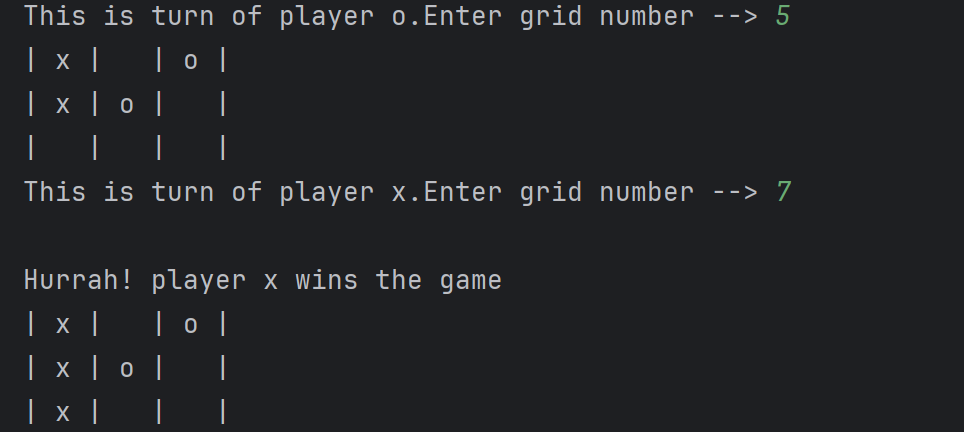 This is turn of player o.Enter grid number --> 5
| x |   | o |
| x | o |   |
|   |   |   |
This is turn of player x.Enter grid number --> 7
Hurrah! player x wins the game
| x |   | o |
| x | o |   |
| x |   |   |